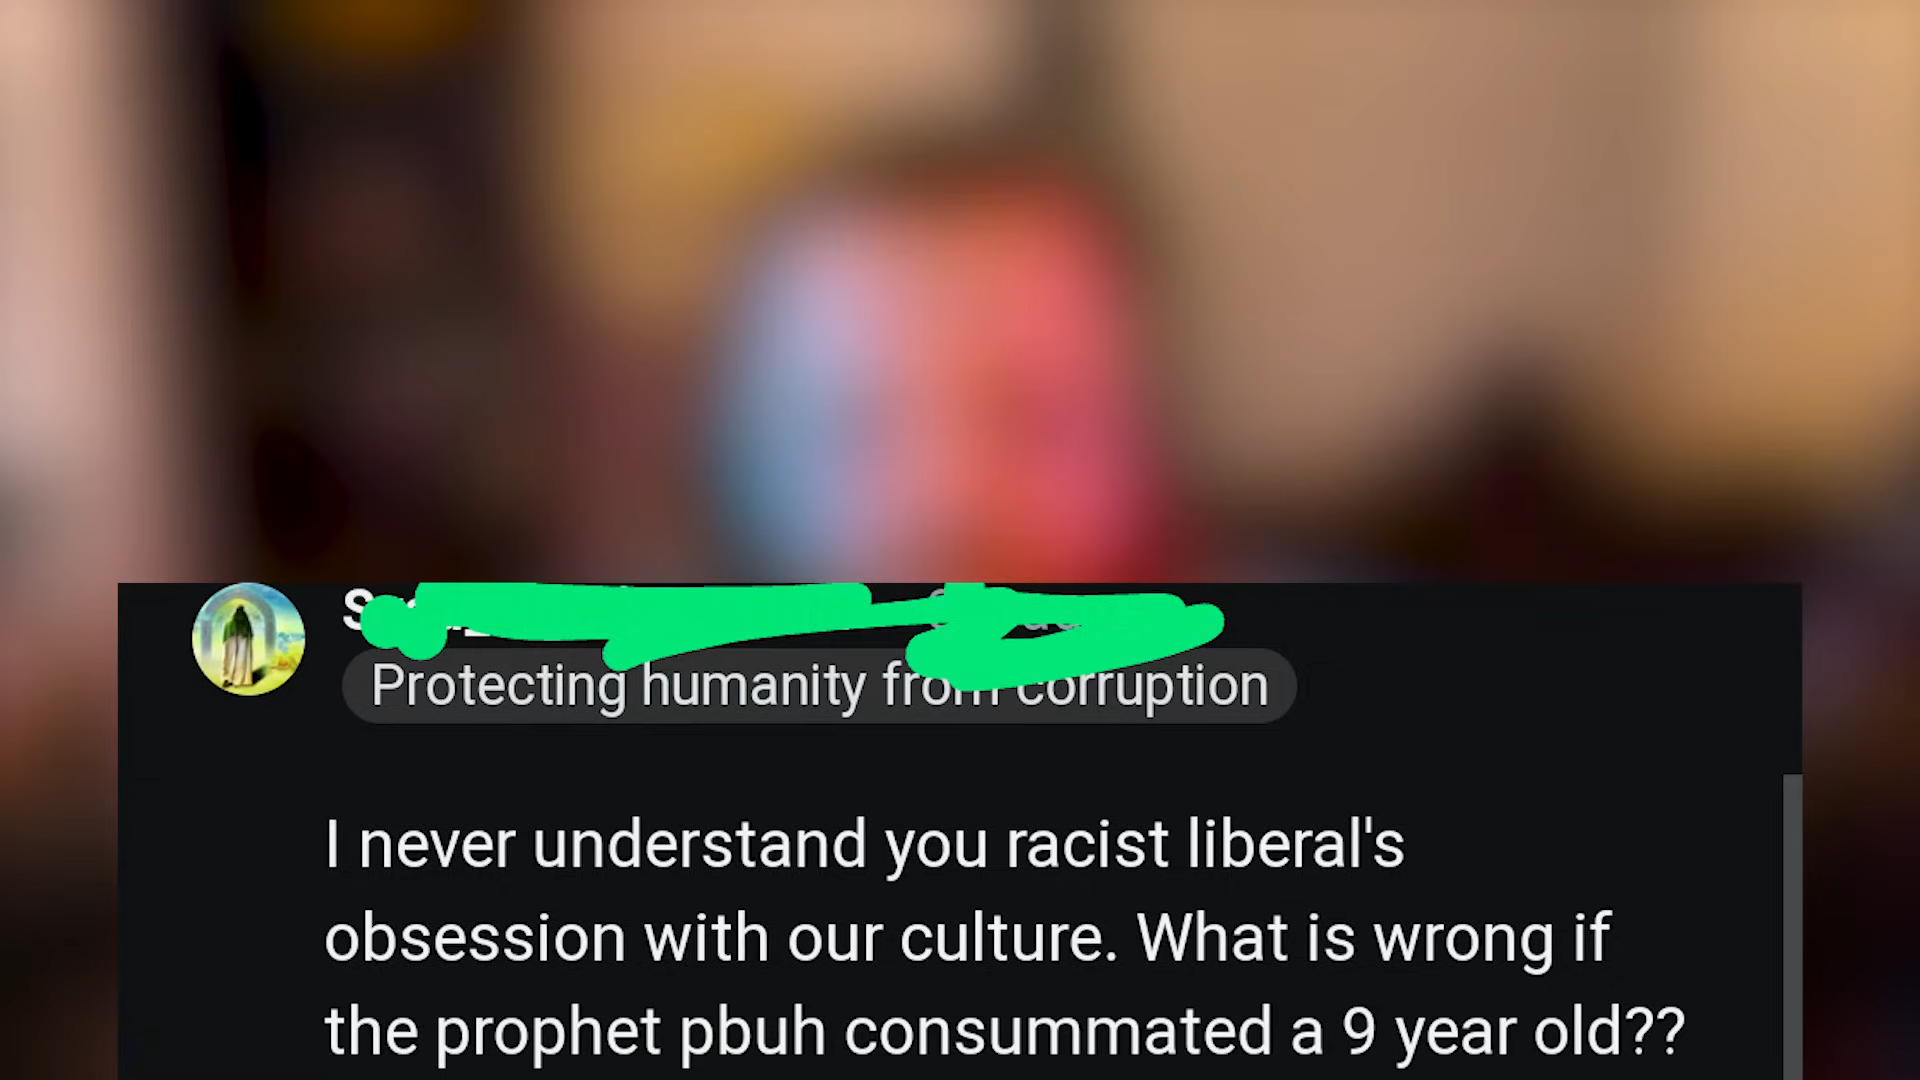 Protecting humanity from corruption
I never understand you racist liberal's
obsession with our culture. What is wrong if
the prophet pbuh consummated a 9 year old??